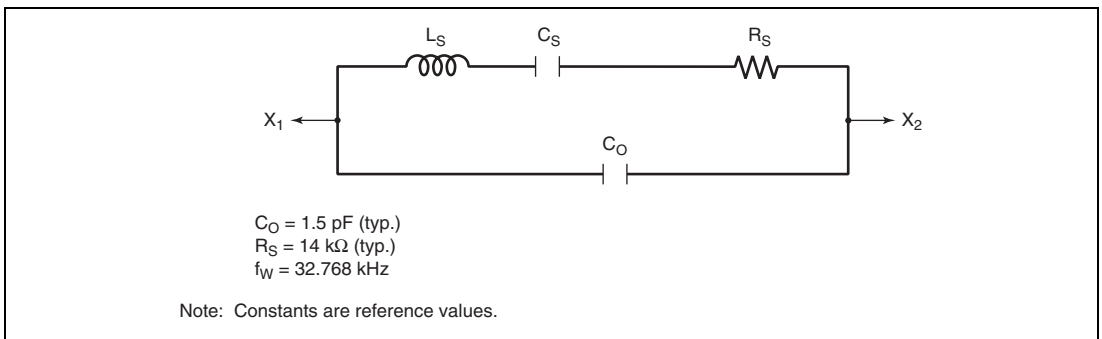 L_S C_S R_S
X_1 X_2
C_O
C_O = 1.5 pF (typ.)
R_S = 14 kΩ (typ.)
f_W = 32.768 kHz
Note: Constants are reference values.